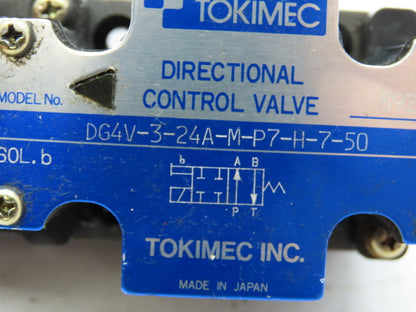 TOKIMEC
DIRECTIONAL
CONTROL VALVE
MODEL No.
DG4V-3-24A-M-P7-H-7-50
SOL.b
b A B
P T
TOKIMEC INC.
MADE IN JAPAN